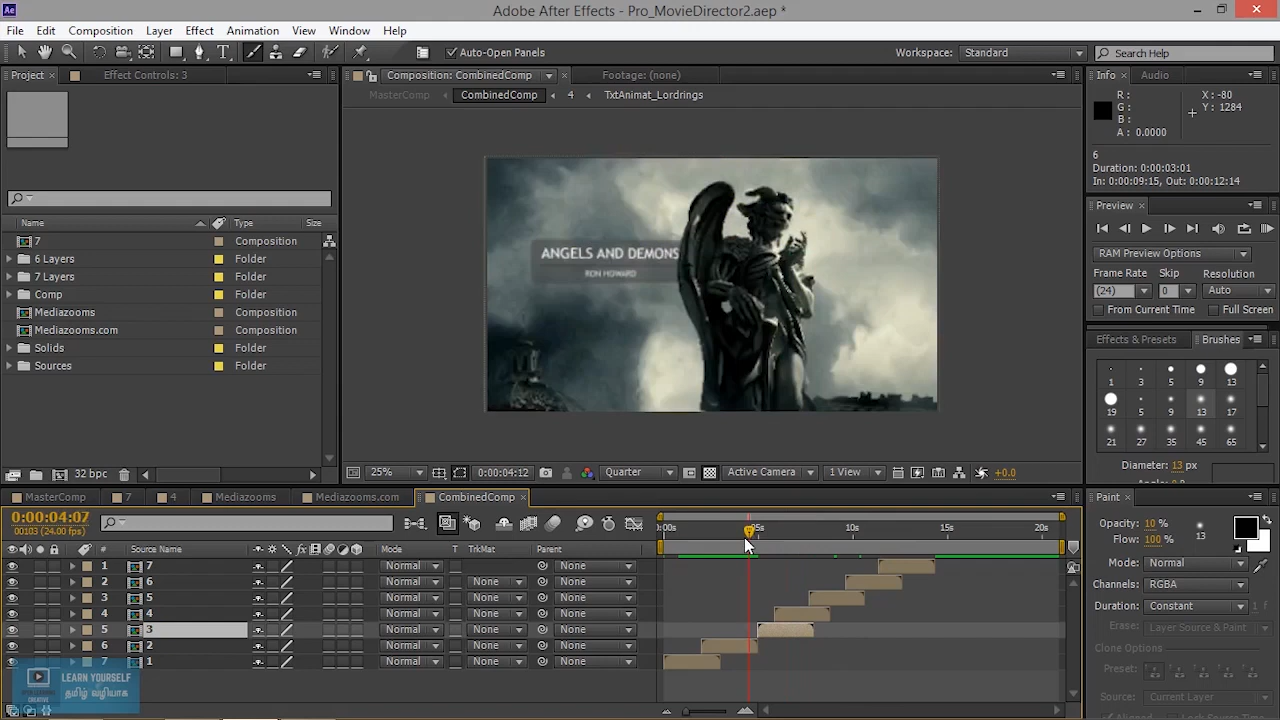 Adobe After Effects - Pro_MovieDirector2.aep *
File Edit Composition Layer Effect Animation View Window Help
Auto-Open Panels
Workspace: Standard
Search Help
Project
Effect Controls: 3
Composition: CombinedComp
Footage: (none)
MasterComp CombinedComp 4 TxtAnimat_Lordrings
Info Audio
R :
G :
B :
A : 0.0000
X : -80
Y : 1284
6
Duration: 0:00:03:01
In: 0:00:09:15, Out: 0:00:12:14
Preview
RAM Preview Options
Frame Rate Skip Resolution
(24) 0 Auto
From Current Time Full Screen
Effects & Presets Brushes
1 3 5 9 13
19 5 9 13 17
21 27 35 45 65
Diameter: 13 px
Name Type Size
7 Composition
6 Layers Folder
7 Layers Folder
Comp Folder
Mediazooms Composition
Mediazooms.com Composition
Solids Folder
Sources Folder
32 bpc
ANGELS AND DEMONS
RON HOWARD
25% 0:00:04:12 Quarter Active Camera 1 View +0.0
MasterComp 7 4 Mediazooms Mediazooms.com CombinedComp
0:00:04:07
00103 (24.00 fps)
0:00s 05s 10s 15s 20s
Source Name Mode T TrkMat Parent
1 7 Normal None
2 6 Normal None None
3 5 Normal None None
4 4 Normal None None
5 3 Normal None None
6 2 Normal None None
7 1 Normal None None
Paint
Opacity: 10 %
Flow: 100 %
13
Mode: Normal
Channels: RGBA
Duration: Constant 1 f
Erase: Layer Source & Paint
Clone Options
Preset:
Source: Current Layer
LEARN YOURSELF
தமிழ் வழியாக